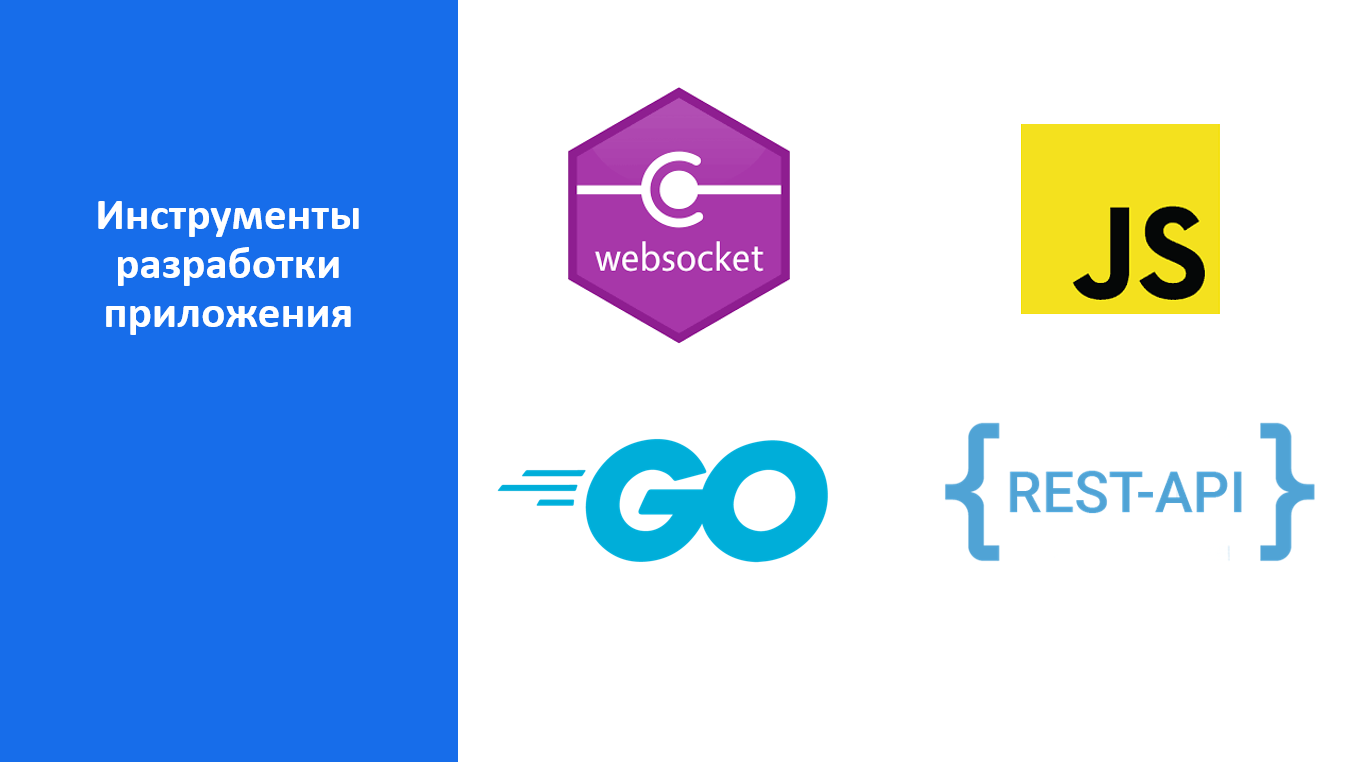 Инструменты
разработки
приложения
websocket
JS
GO
{ REST-API }